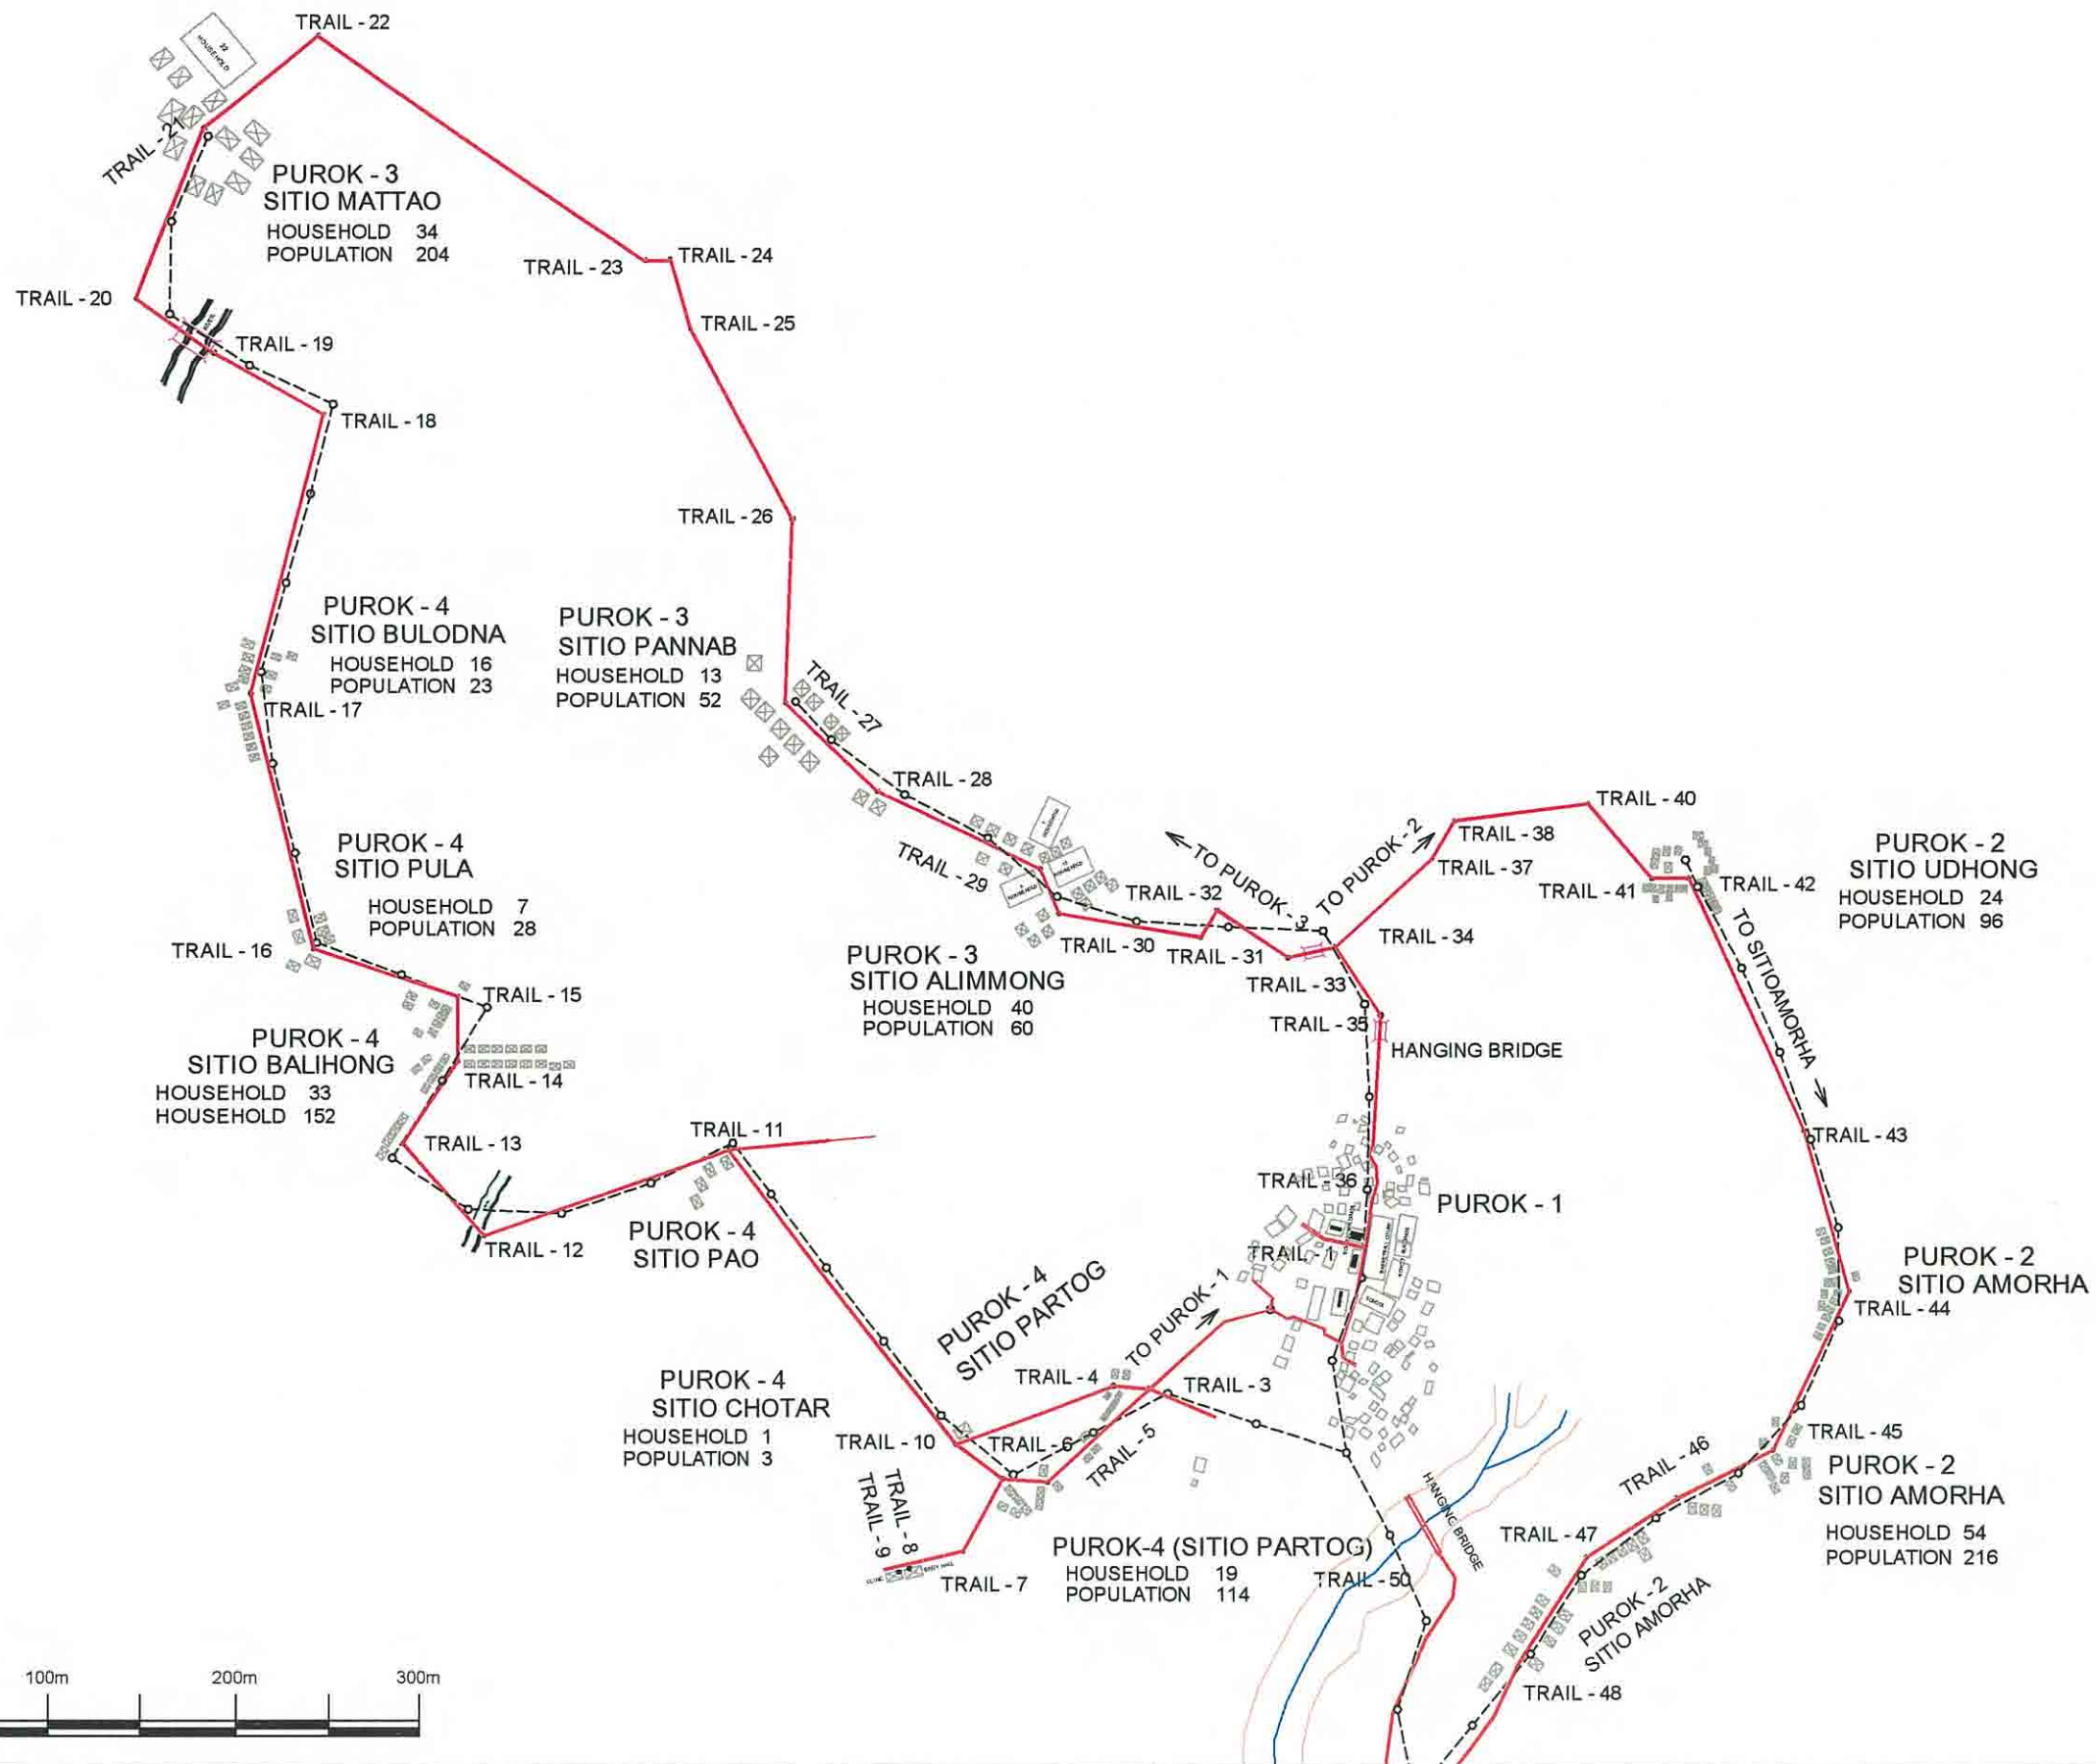 TRAIL - 22
22
HOUSEHOLD
TRAIL - 21
PUROK - 3
SITIO MATTAO
HOUSEHOLD 34
POPULATION 204
TRAIL - 23
TRAIL - 24
TRAIL - 20
TRAIL - 25
TRAIL - 19
TRAIL - 18
TRAIL - 26
PUROK - 4
SITIO BULODNA
HOUSEHOLD 16
POPULATION 23
PUROK - 3
SITIO PANNAB
HOUSEHOLD 13
POPULATION 52
TRAIL - 17
TRAIL - 27
TRAIL - 28
TRAIL - 29
PUROK - 4
SITIO PULA
HOUSEHOLD 7
POPULATION 28
TRAIL - 16
TRAIL - 15
TRAIL - 32
TO PUROK - 3
TO PUROK - 2
TRAIL - 40
TRAIL - 38
TRAIL - 37
TRAIL - 41
TRAIL - 42
PUROK - 2
SITIO UDHONG
HOUSEHOLD 24
POPULATION 96
TO SITIOAMORHA
TRAIL - 30
TRAIL - 31
TRAIL - 34
TRAIL - 33
TRAIL - 35
PUROK - 3
SITIO ALIMMONG
HOUSEHOLD 40
POPULATION 60
HANGING BRIDGE
PUROK - 4
SITIO BALIHONG
HOUSEHOLD 33
HOUSEHOLD 152
TRAIL - 14
TRAIL - 13
TRAIL - 11
TRAIL - 43
TRAIL - 36
PUROK - 1
TRAIL - 12
PUROK - 4
SITIO PAO
TRAIL - 1
SCHOOL
PUROK - 4
SITIO PARTOG
TO PUROK - 1
PUROK - 2
SITIO AMORHA
TRAIL - 44
TRAIL - 4
TRAIL - 3
PUROK - 4
SITIO CHOTAR
HOUSEHOLD 1
POPULATION 3
TRAIL - 10
TRAIL - 6
TRAIL - 5
TRAIL - 9
TRAIL - 8
TRAIL - 7
PUROK-4 (SITIO PARTOG)
HOUSEHOLD 19
POPULATION 114
HANGING BRIDGE
TRAIL - 50
TRAIL - 45
TRAIL - 46
PUROK - 2
SITIO AMORHA
HOUSEHOLD 54
POPULATION 216
TRAIL - 47
PUROK - 2
SITIO AMORHA
TRAIL - 48
100m
200m
300m